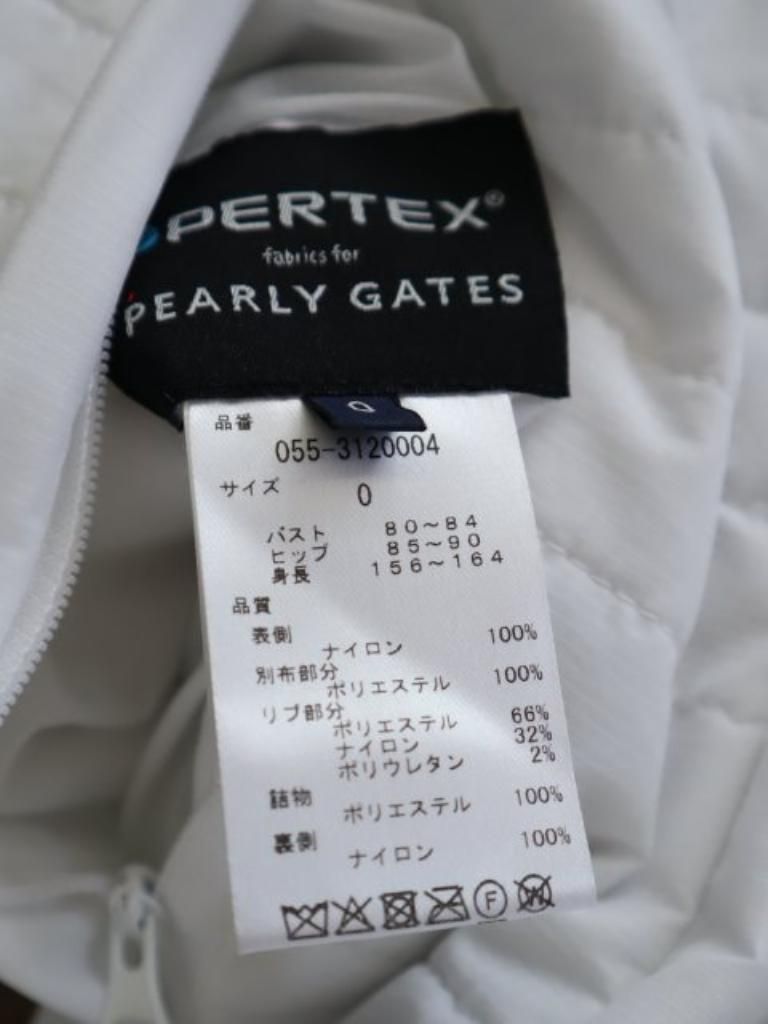 PERTEX®
fabrics for
PEARLY GATES
0
品番
055-3120004
サイズ 0
バスト 80~84
ヒップ 85~90
身長 156~164
品質
表側
ナイロン 100%
別布部分
ポリエステル 100%
リブ部分
ポリエステル 66%
ナイロン 32%
ポリウレタン 2%
詰物
ポリエステル 100%
裏側
ナイロン 100%
F W